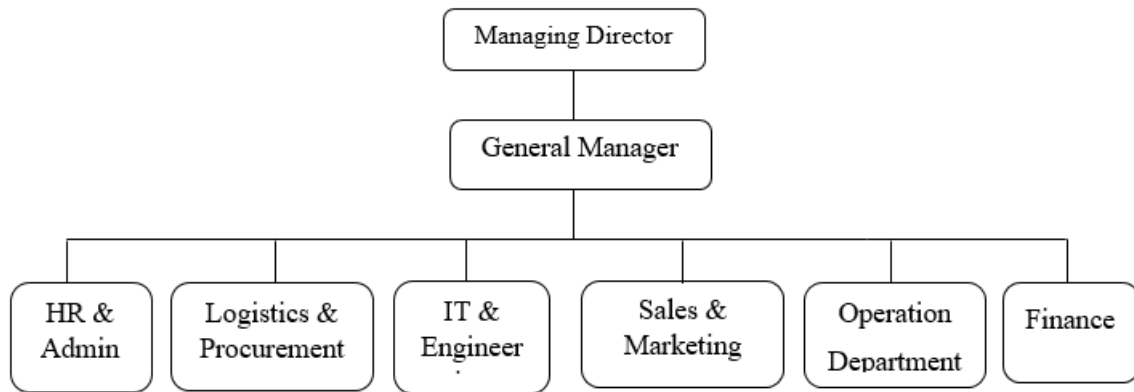 Managing Director
General Manager
HR &
Admin
Logistics &
Procurement
IT &
Engineer
Sales &
Marketing
Operation
Department
Finance